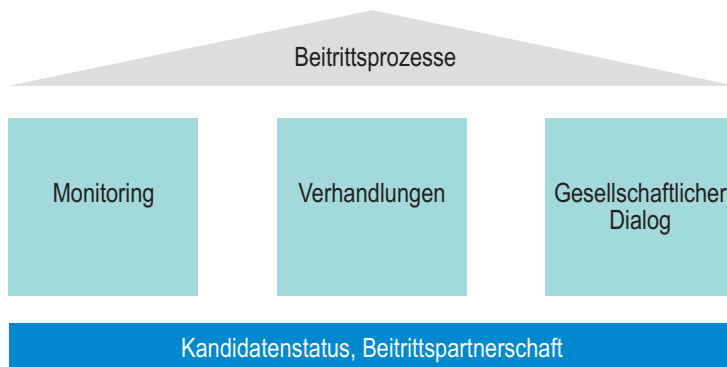 Beitrittsprozesse
Monitoring
Verhandlungen
Gesellschaftlicher
Dialog
Kandidatenstatus, Beitrittspartnerschaft